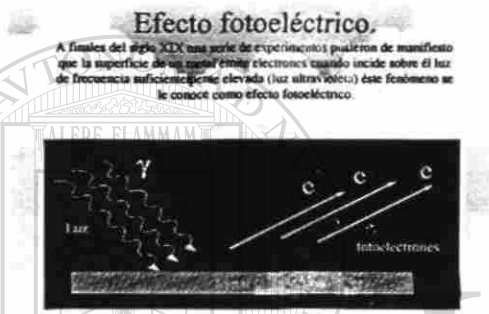 Efecto fotoeléctrico.
A finales del siglo XIX una serie de experimentos pusieron de manifiesto
que la superficie de un metal emite electrones cuando incide sobre él luz
de frecuencia suficientemente elevada (luz ultravioleta) éste fenómeno se
le conoce como efecto fotoeléctrico.
ALERE FLAMMAM
γ
e e e
Luz
fotoelectrones